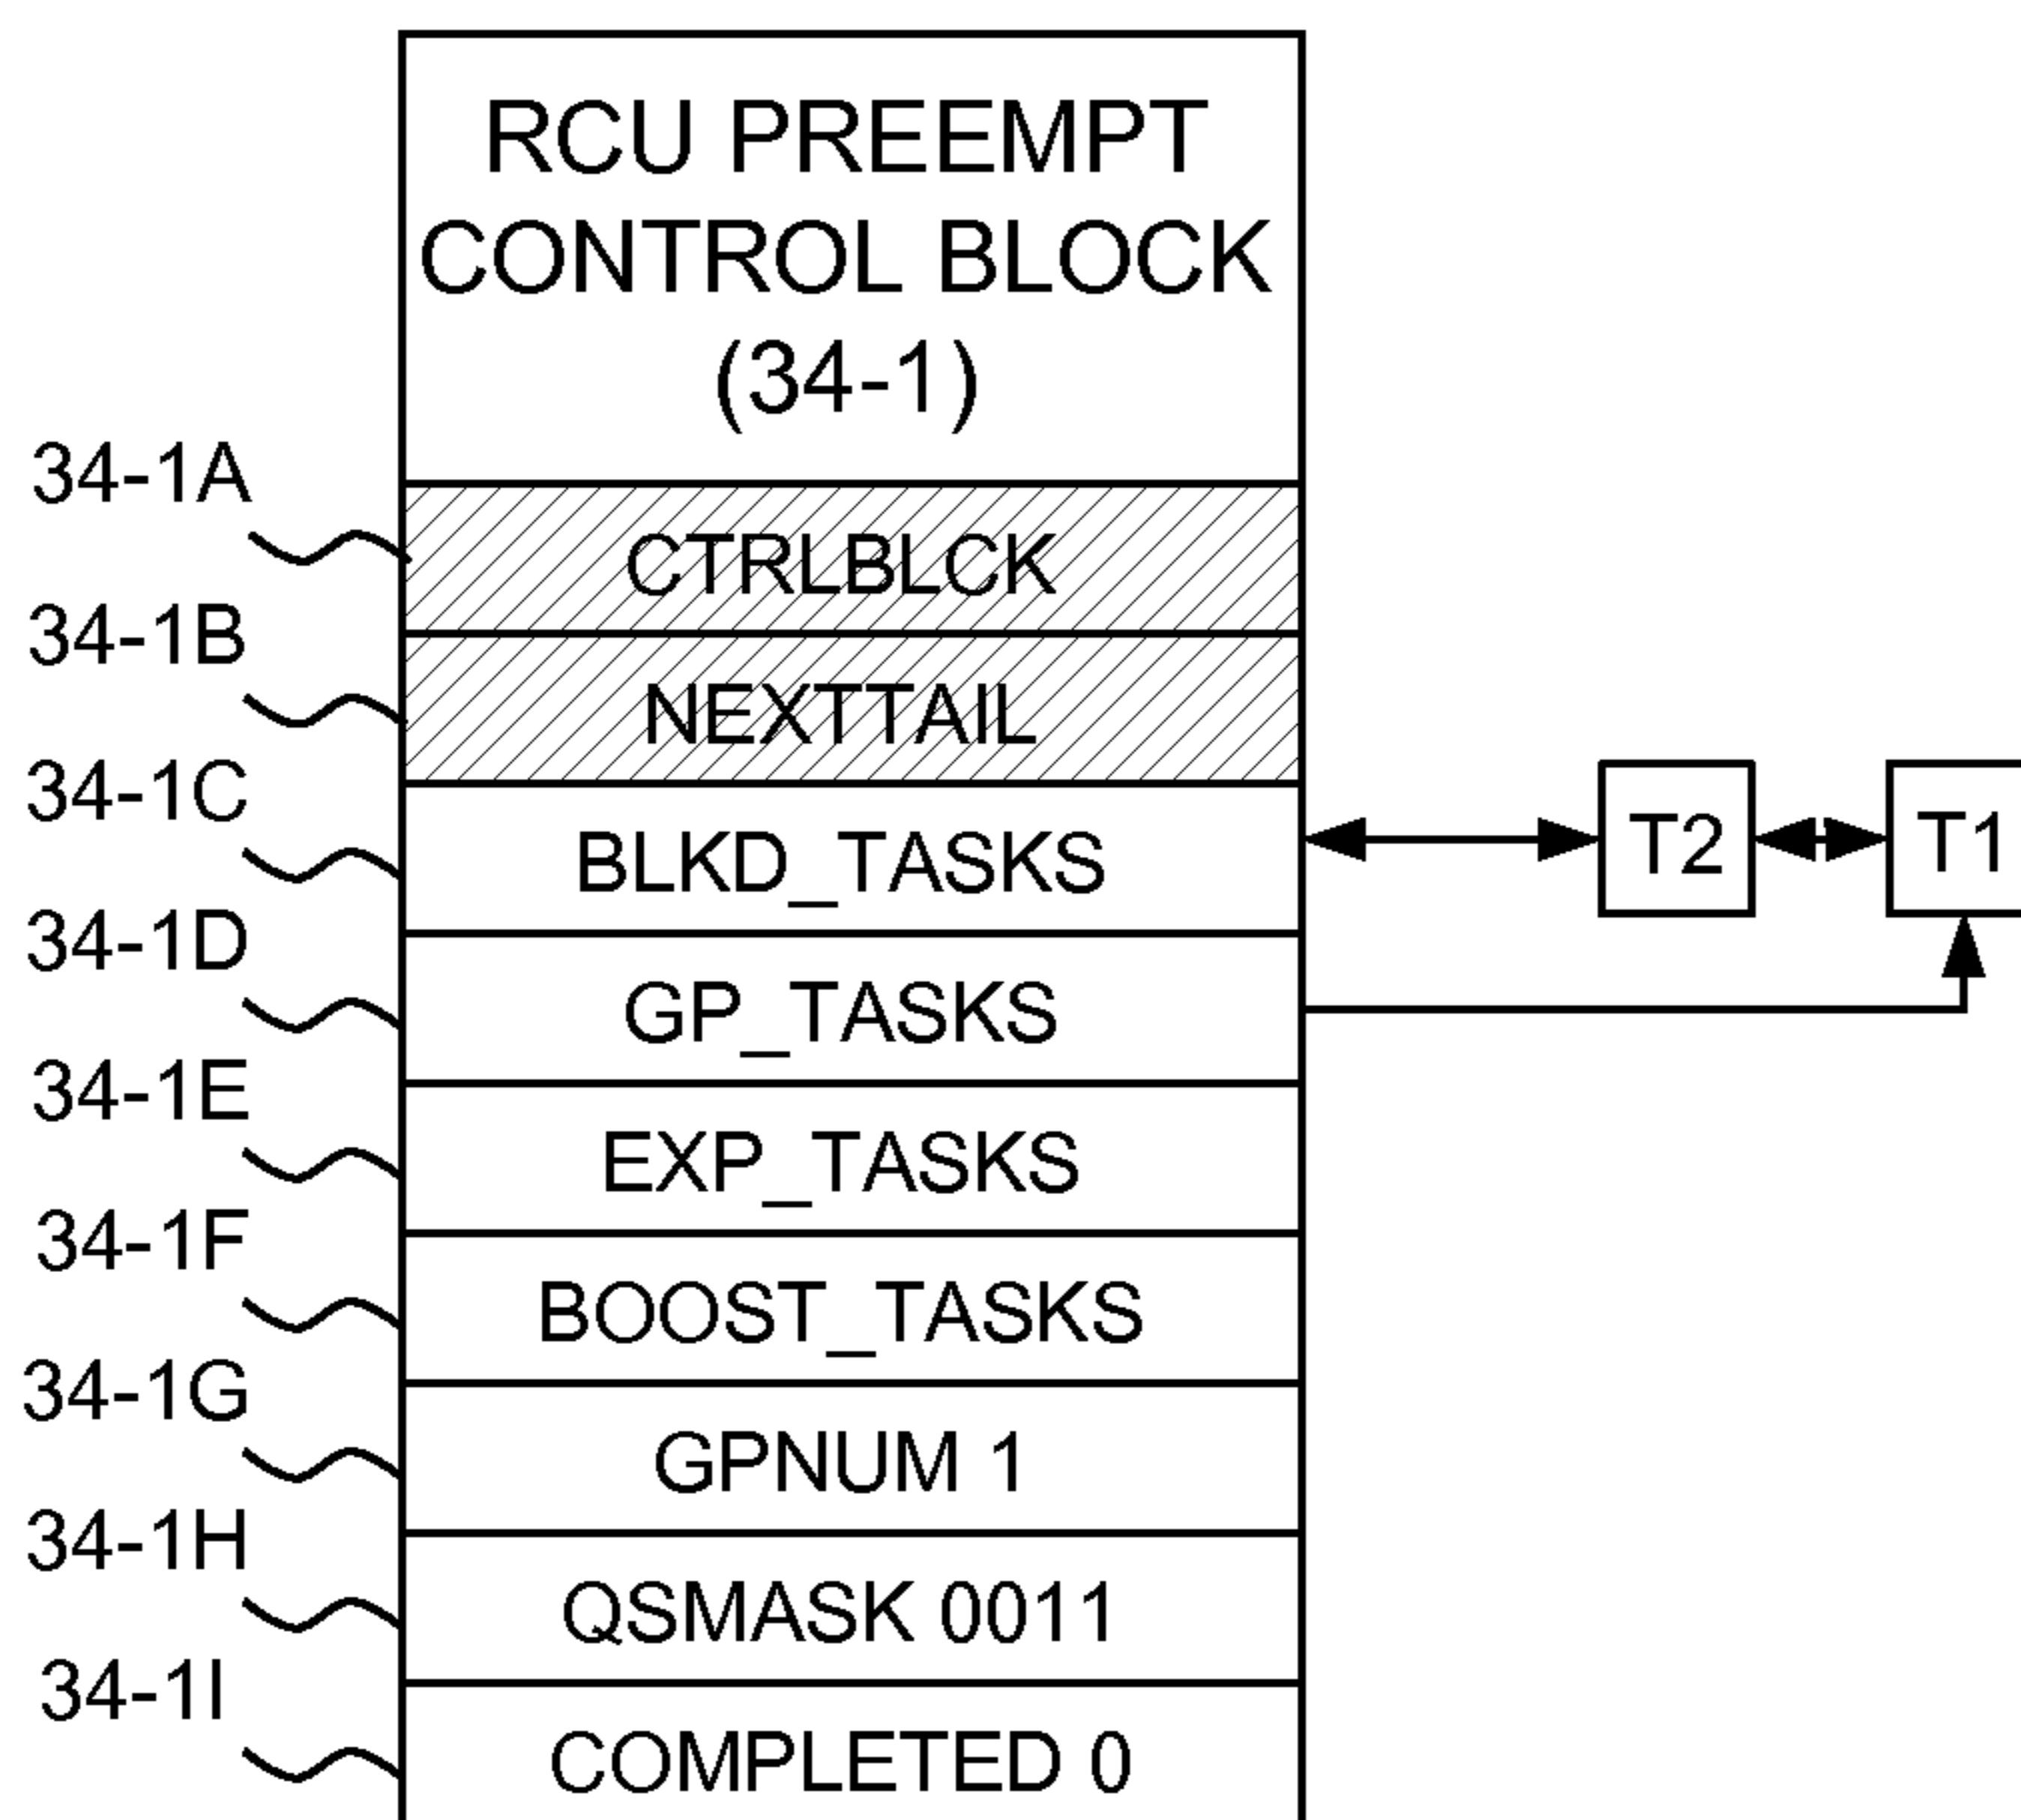 RCU PREEMPT
CONTROL BLOCK
(34-1)
34-1A
CTRLBLCK
34-1B
NEXTTAIL
34-1C
BLKD_TASKS
T2
T1
34-1D
GP_TASKS
34-1E
EXP_TASKS
34-1F
BOOST_TASKS
34-1G
GPNUM 1
34-1H
QSMASK 0011
34-1I
COMPLETED 0